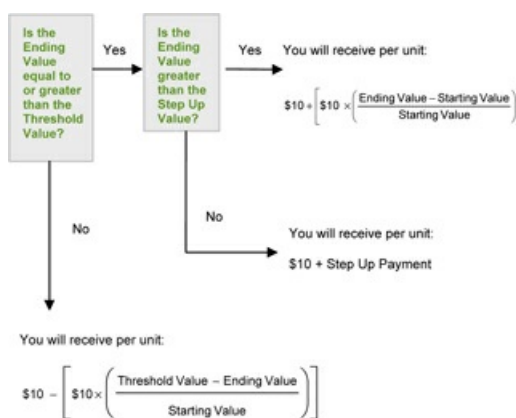 Is the
Ending
Value
equal to
or greater
than the
Threshold
Value?
Yes
Is the
Ending
Value
greater
than the
Step Up
Value?
Yes
You will receive per unit:
$10 + [ $10 × ( Ending Value – Starting Value
Starting Value )
No
No
You will receive per unit:
$10 + Step Up Payment
You will receive per unit:
$10 – [ $10 × ( Threshold Value – Ending Value
Starting Value ) ]